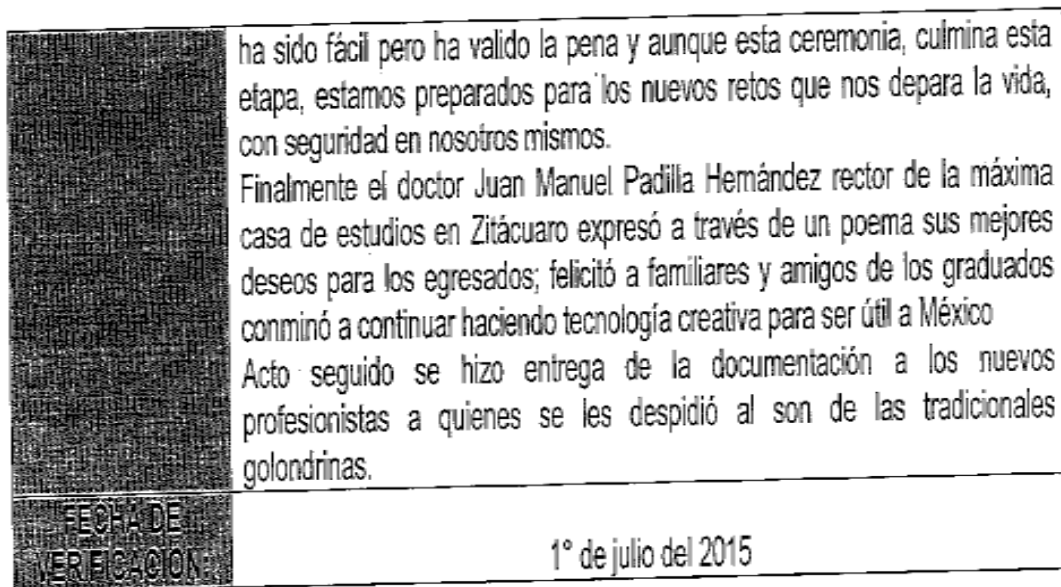 ha sido fácil pero ha valido la pena y aunque esta ceremonia, culmina esta
etapa, estamos preparados para los nuevos retos que nos depara la vida,
con seguridad en nosotros mismos.
Finalmente el doctor Juan Manuel Padilla Hernández rector de la máxima
casa de estudios en Zitácuaro expresó a través de un poema sus mejores
deseos para los egresados; felicitó a familiares y amigos de los graduados
conminó a continuar haciendo tecnología creativa para ser útil a México
Acto seguido se hizo entrega de la documentación a los nuevos
profesionistas a quienes se les despidió al son de las tradicionales
golondrinas.
FECHA DE
VERIFICACIÓN:
1° de julio del 2015